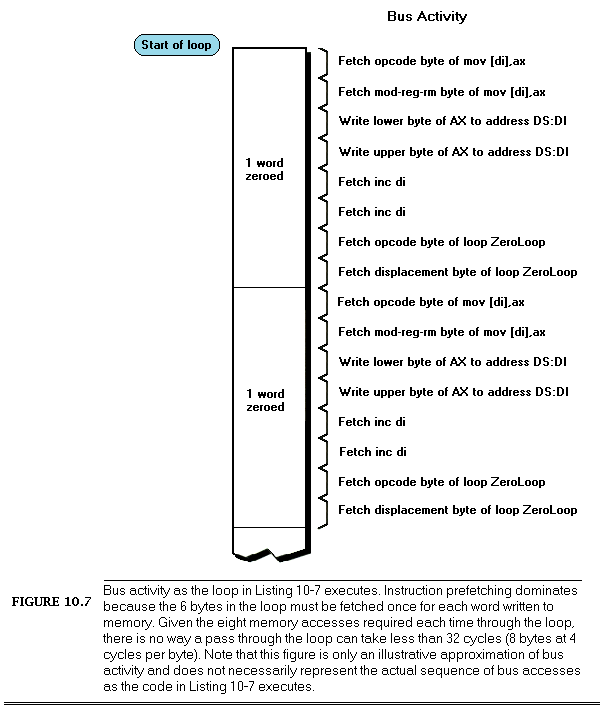 Bus Activity
Start of loop
Fetch opcode byte of mov [di],ax
Fetch mod-reg-rm byte of mov [di],ax
Write lower byte of AX to address DS:DI
Write upper byte of AX to address DS:DI
1 word
zeroed
Fetch inc di
Fetch inc di
Fetch opcode byte of loop ZeroLoop
Fetch displacement byte of loop ZeroLoop
Fetch opcode byte of mov [di],ax
Fetch mod-reg-rm byte of mov [di],ax
Write lower byte of AX to address DS:DI
Write upper byte of AX to address DS:DI
1 word
zeroed
Fetch inc di
Fetch inc di
Fetch opcode byte of loop ZeroLoop
Fetch displacement byte of loop ZeroLoop
FIGURE 10.7
Bus activity as the loop in Listing 10-7 executes. Instruction prefetching dominates
because the 6 bytes in the loop must be fetched once for each word written to
memory. Given the eight memory accesses required each time through the loop,
there is no way a pass through the loop can take less than 32 cycles (8 bytes at 4
cycles per byte). Note that this figure is only an illustrative approximation of bus
activity and does not necessarily represent the actual sequence of bus accesses
as the code in Listing 10-7 executes.